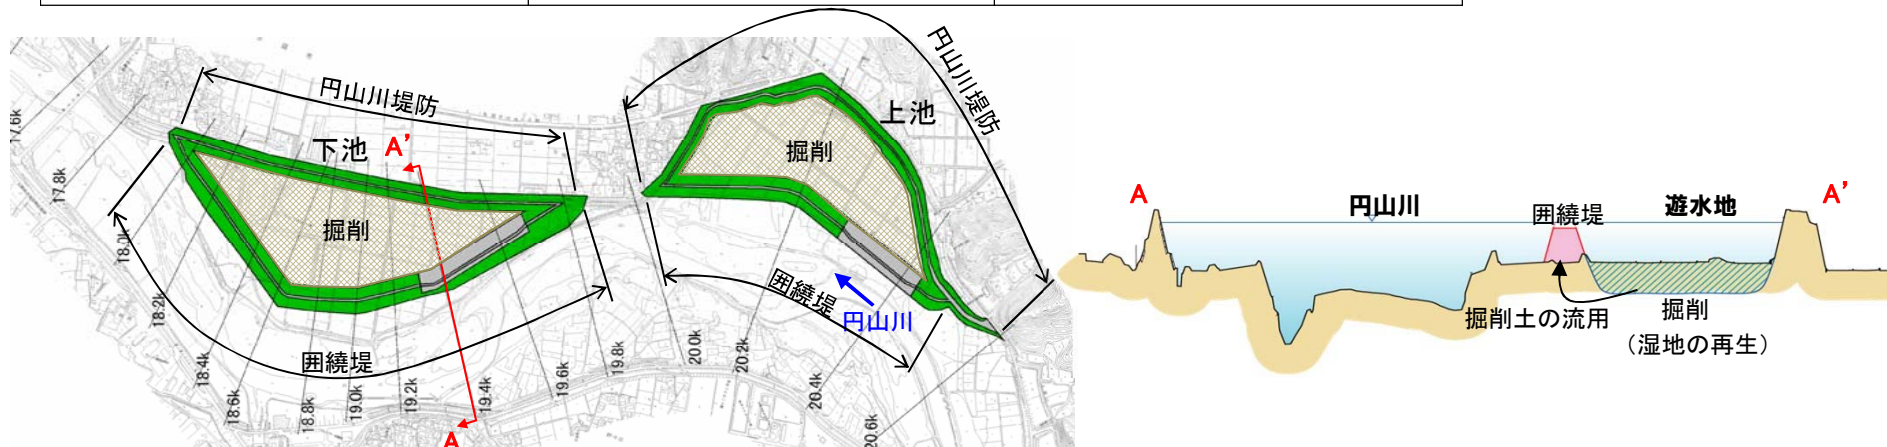 円山川堤防
下池
A’
掘削
囲繞堤
A
上池
円山川堤防
掘削
囲繞堤
円山川
17.6k
17.8k
18.0k
18.2k
18.4k
18.6k
18.8k
19.0k
19.2k
19.4k
19.6k
19.8k
20.0k
20.2k
20.4k
20.6k
A
円山川
囲繞堤
遊水地
A’
掘削土の流用
掘削
（湿地の再生）